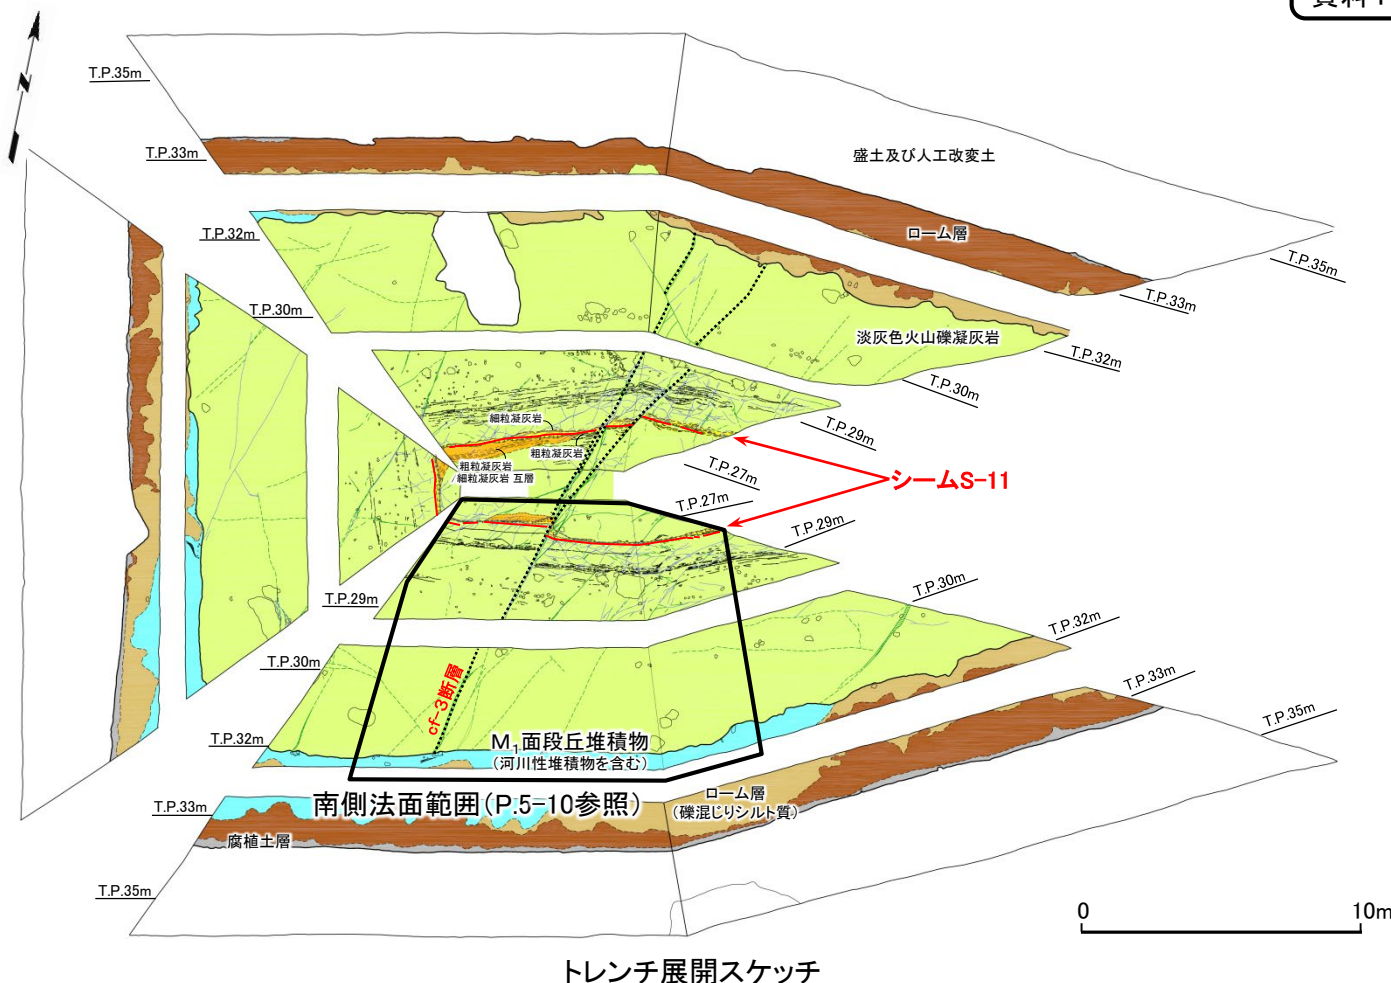 資料1
N
T.P.35m
T.P.33m
盛土及び人工改変土
ローム層
T.P.35m
T.P.33m
T.P.32m
T.P.30m
淡灰色火山礫凝灰岩
T.P.32m
T.P.30m
細粒凝灰岩
粗粒凝灰岩
粗粒凝灰岩
細粒凝灰岩 互層
T.P.29m
T.P.27m
シームS-11
T.P.27m
T.P.29m
T.P.29m
T.P.30m
T.P.30m
T.P.32m
cf-3断層
T.P.32m
M1面段丘堆積物
(河川性堆積物を含む)
T.P.33m
T.P.35m
T.P.33m
南側法面範囲(P.5-10参照)
ローム層
(礫混じりシルト質)
腐植土層
T.P.35m
0 10m
トレンチ展開スケッチ